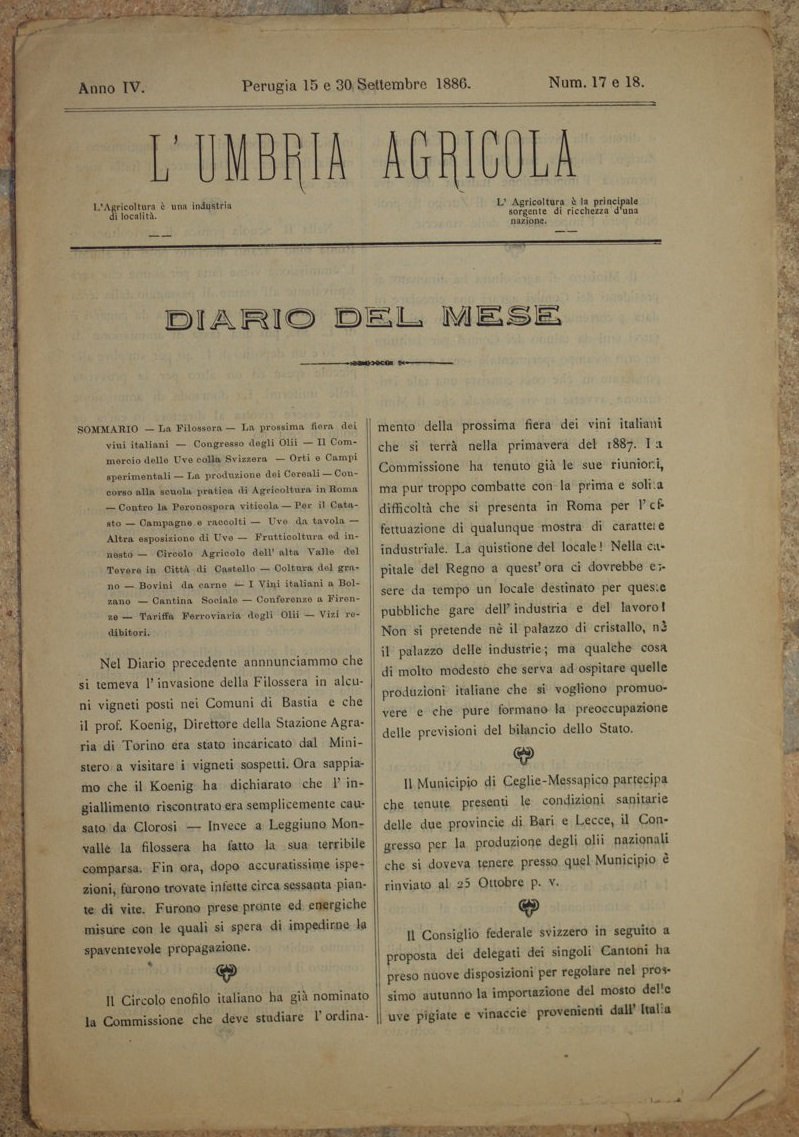 Anno IV.
Perugia 15 e 30 Settembre 1886.
Num. 17 e 18.
L' UMBRIA AGRICOLA
L'Agricoltura è una industria
di località.
L' Agricoltura è la principale
sorgente di ricchezza d'una
nazione.
DIARIO DEL MESE
SOMMARIO — La Filossera — La prossima fiera dei
vini italiani — Congresso degli Olii — Il Com-
mercio delle Uve colla Svizzera — Orti e Campi
sperimentali — La produzione dei Cereali — Con-
corso alla scuola pratica di Agricoltura in Roma
— Contro la Peronospora viticola — Per il Cata-
sto — Campagne e raccolti — Uve da tavola —
Altra esposizione di Uve — Frutticoltura ed in-
nesto — Circolo Agricolo dell' alta Valle del
Tevere in Città di Castello — Coltura del gra-
no — Bovini da carne — I Vini italiani a Bol-
zano — Cantina Sociale — Conferenze a Firen-
ze — Tariffa Ferroviaria degli Olii — Vizi re-
dibitori.
Nel Diario precedente annnunciammo che
si temeva l' invasione della Filossera in alcu-
ni vigneti posti nei Comuni di Bastia e che
il prof. Koenig, Direttore della Stazione Agra-
ria di Torino era stato incaricato dal Mini-
stero a visitare i vigneti sospetti. Ora sappia-
mo che il Koenig ha dichiarato che l' in-
giallimento riscontrato era semplicemente cau-
sato da Clorosi — Invece a Leggiuno Mon-
valle la filossera ha fatto la sua terribile
comparsa. Fin ora, dopo accuratissime ispe-
zioni, furono trovate infette circa sessanta pian-
te di vite. Furono prese pronte ed energiche
misure con le quali si spera di impedirne la
spaventevole propagazione.
Il Circolo enofilo italiano ha già nominato
la Commissione che deve studiare l' ordina-
mento della prossima fiera dei vini italiani
che si terrà nella primavera del 1887. La
Commissione ha tenuto già le sue riunioni,
ma pur troppo combatte con la prima e solita
difficoltà che si presenta in Roma per l' ef-
fettuazione di qualunque mostra di carattere
industriale. La quistione del locale! Nella ca-
pitale del Regno a quest' ora ci dovrebbe es-
sere da tempo un locale destinato per queste
pubbliche gare dell' industria e del lavoro!
Non si pretende nè il palazzo di cristallo, nè
il palazzo delle industrie; ma qualche cosa
di molto modesto che serva ad ospitare quelle
produzioni italiane che si vogliono promuo-
vere e che pure formano la preoccupazione
delle previsioni del bilancio dello Stato.
Il Municipio di Ceglie-Messapico partecipa
che tenute presenti le condizioni sanitarie
delle due provincie di Bari e Lecce, il Con-
gresso per la produzione degli olii nazionali
che si doveva tenere presso quel Municipio è
rinviato al 25 Ottobre p. v.
Il Consiglio federale svizzero in seguito a
proposta dei delegati dei singoli Cantoni ha
preso nuove disposizioni per regolare nel pros-
simo autunno la importazione del mosto delle
uve pigiate e vinaccie provenienti dall' Italia